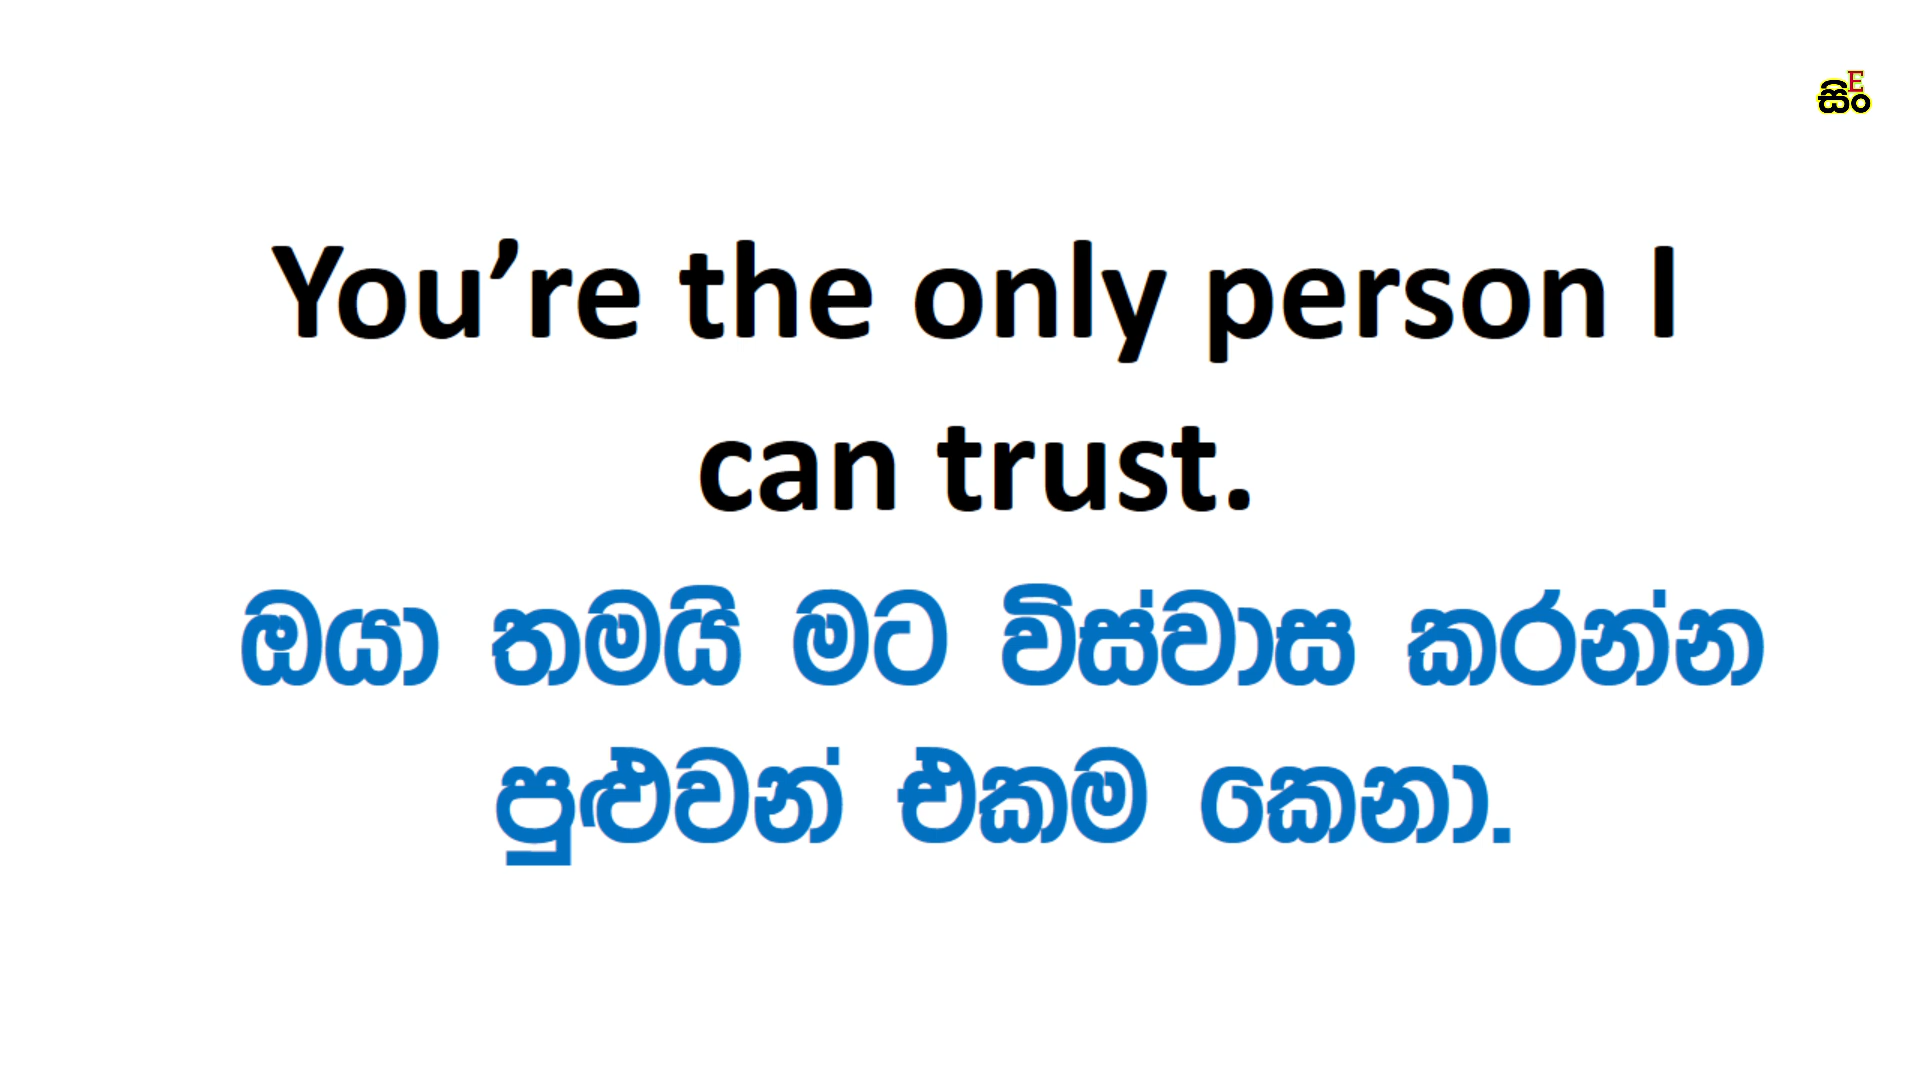 සිංE
You’re the only person I
can trust.
ඔයා තමයි මට විස්වාස කරන්න
පුළුවන් එකම කෙනා.